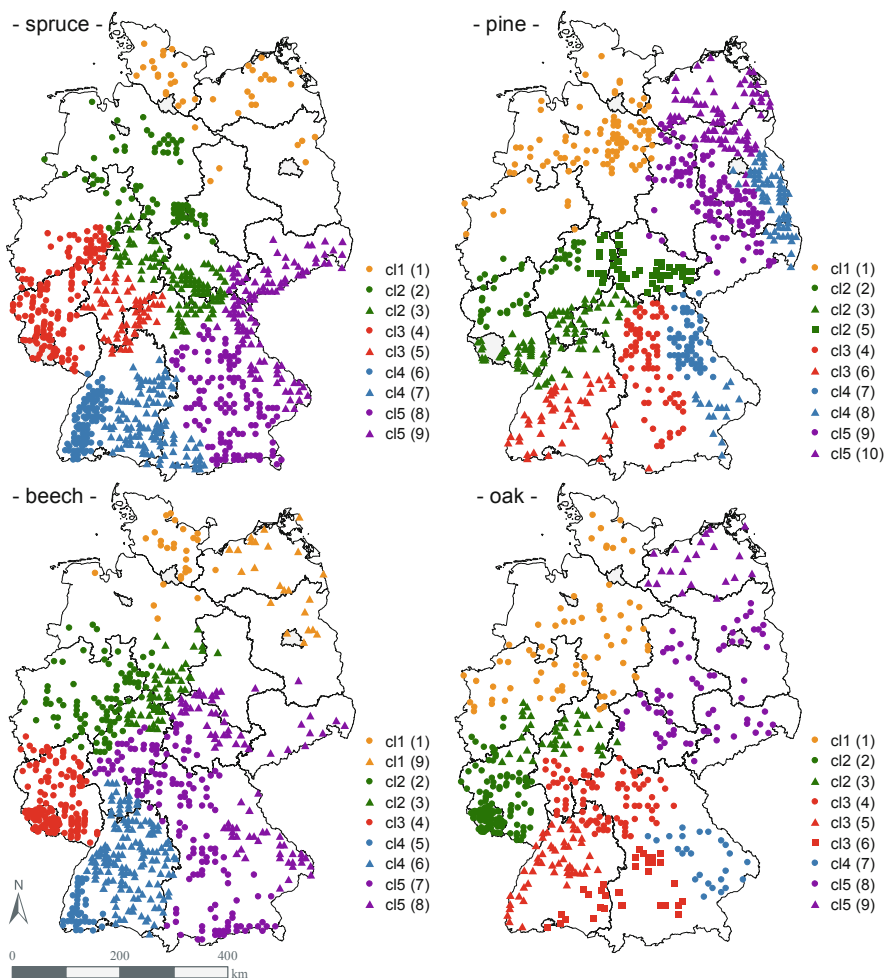 - spruce -
cl1 (1)
cl2 (2)
cl2 (3)
cl3 (4)
cl3 (5)
cl4 (6)
cl4 (7)
cl5 (8)
cl5 (9)
- pine -
cl1 (1)
cl2 (2)
cl2 (3)
cl2 (5)
cl3 (4)
cl3 (6)
cl4 (7)
cl4 (8)
cl5 (9)
cl5 (10)
- beech -
cl1 (1)
cl1 (9)
cl2 (2)
cl2 (3)
cl3 (4)
cl4 (5)
cl4 (6)
cl5 (7)
cl5 (8)
N
0 200 400
km
- oak -
cl1 (1)
cl2 (2)
cl2 (3)
cl3 (4)
cl3 (5)
cl3 (6)
cl4 (7)
cl5 (8)
cl5 (9)